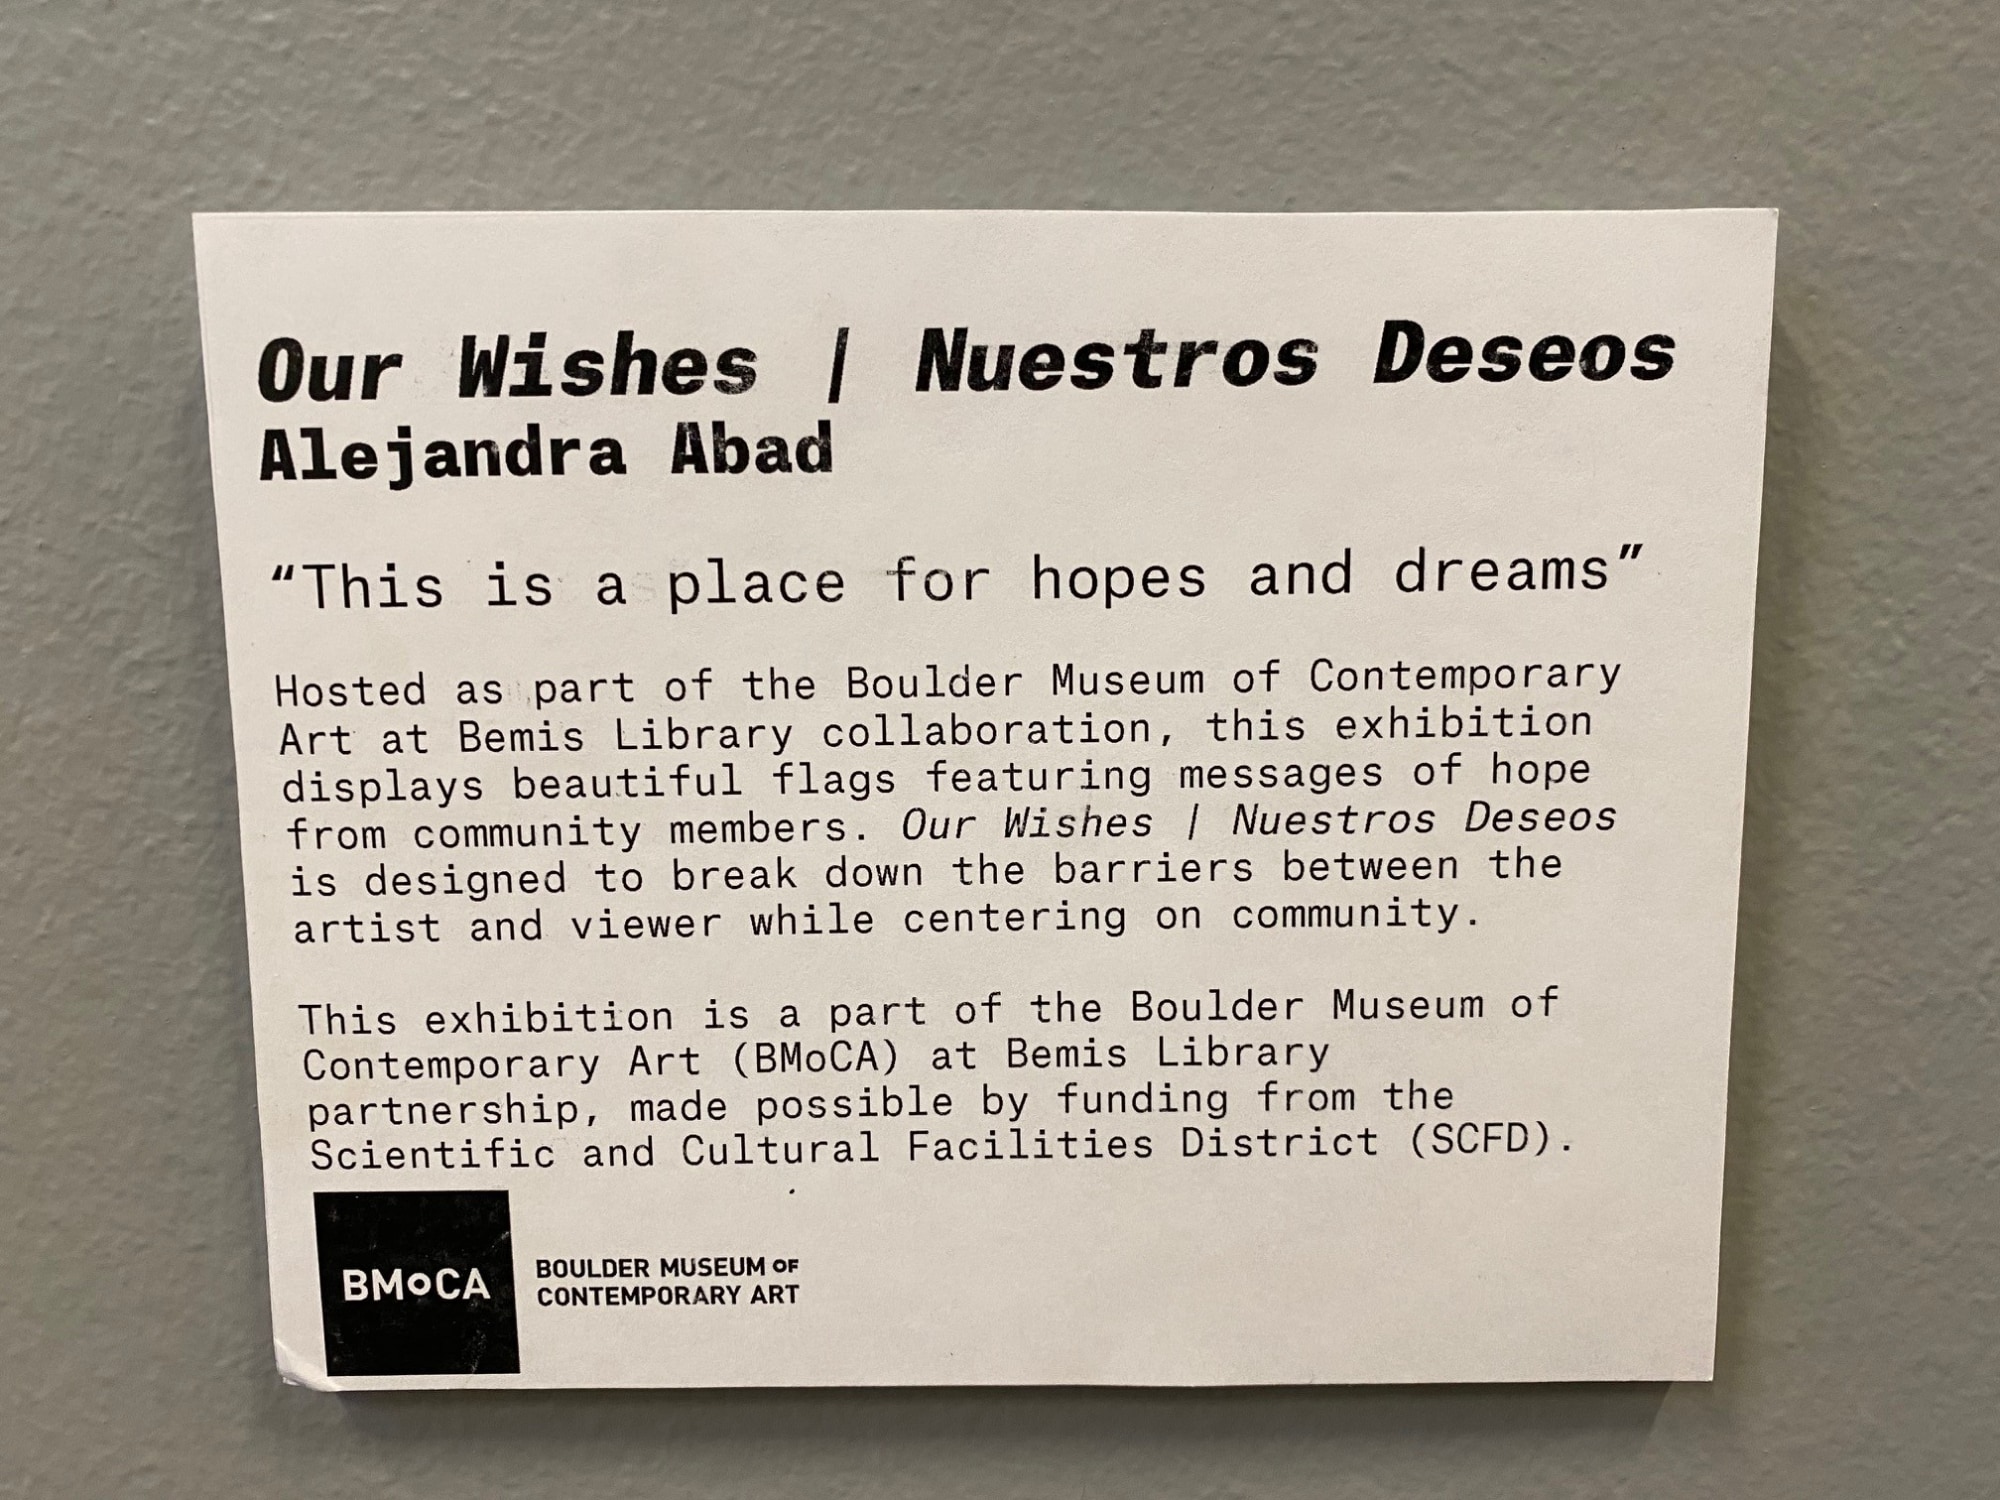 Our Wishes | Nuestros Deseos
Alejandra Abad
“This is a place for hopes and dreams”
Hosted as part of the Boulder Museum of Contemporary
Art at Bemis Library collaboration, this exhibition
displays beautiful flags featuring messages of hope
from community members. Our Wishes | Nuestros Deseos
is designed to break down the barriers between the
artist and viewer while centering on community.
This exhibition is a part of the Boulder Museum of
Contemporary Art (BMoCA) at Bemis Library
partnership, made possible by funding from the
Scientific and Cultural Facilities District (SCFD).
BMoCA
BOULDER MUSEUM OF
CONTEMPORARY ART